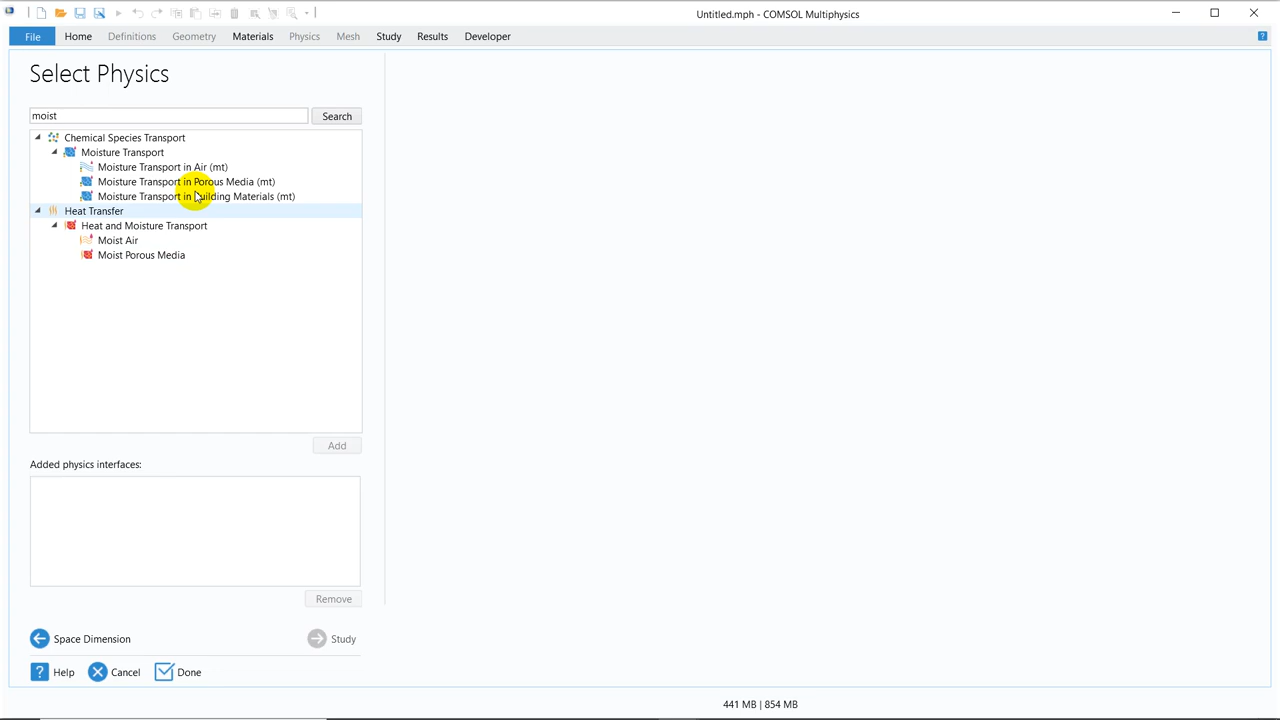 Untitled.mph - COMSOL Multiphysics
File Home Definitions Geometry Materials Physics Mesh Study Results Developer
Select Physics
moist Search
Chemical Species Transport
Moisture Transport
Moisture Transport in Air (mt)
Moisture Transport in Porous Media (mt)
Moisture Transport in Building Materials (mt)
Heat Transfer
Heat and Moisture Transport
Moist Air
Moist Porous Media
Add
Added physics interfaces:
Remove
Space Dimension Study
? Help Cancel Done
441 MB | 854 MB